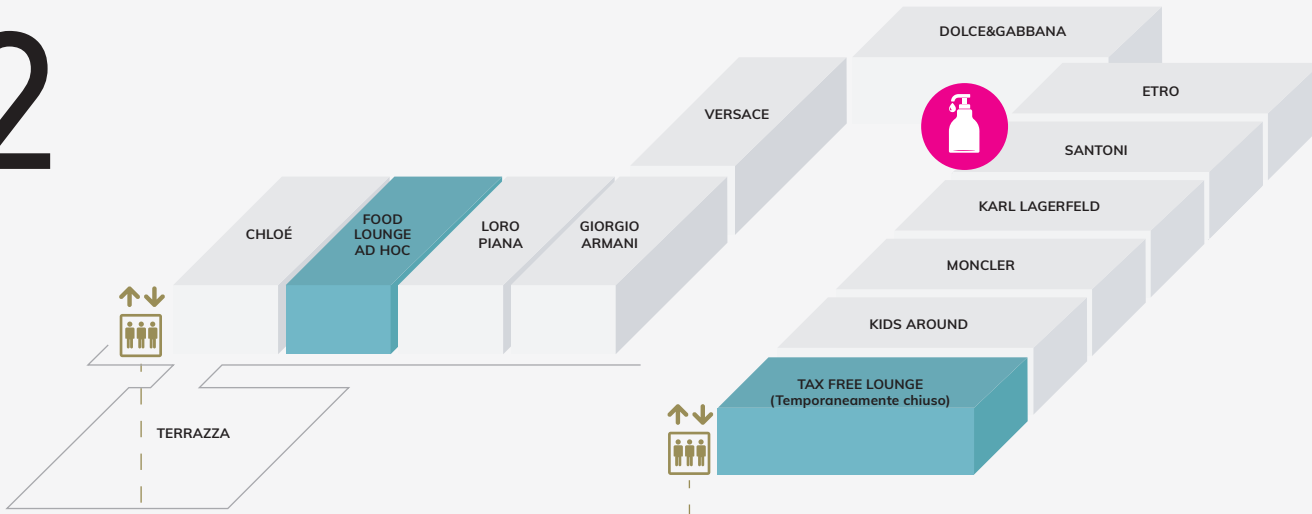 2
DOLCE&GABBANA
ETRO
VERSACE
SANTONI
KARL LAGERFELD
CHLOÉ
FOOD
LOUNGE
AD HOC
LORO
PIANA
GIORGIO
ARMANI
MONCLER
KIDS AROUND
TAX FREE LOUNGE
(Temporaneamente chiuso)
TERRAZZA